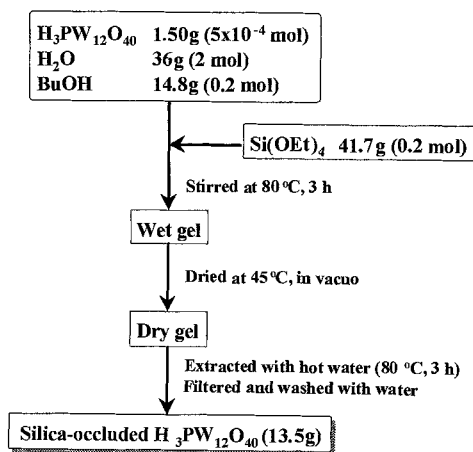 H₃PW₁₂O₄₀ 1.50g (5x10⁻⁴ mol)
H₂O 36g (2 mol)
BuOH 14.8g (0.2 mol)
Si(OEt)₄ 41.7g (0.2 mol)
Stirred at 80 °C, 3 h
Wet gel
Dried at 45°C, in vacuo
Dry gel
Extracted with hot water (80 °C, 3 h)
Filtered and washed with water
Silica-occluded H ₃PW₁₂O₄₀ (13.5g)